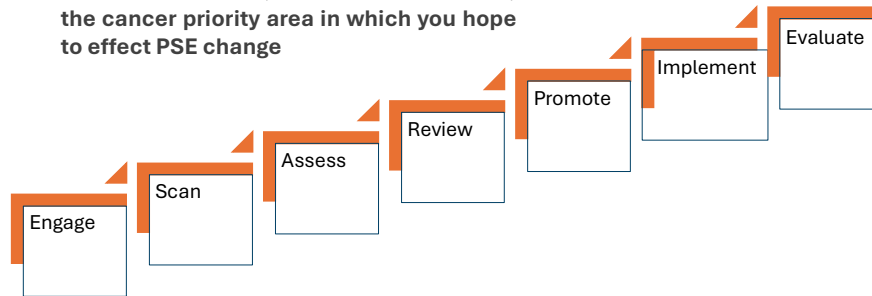 the cancer priority area in which you hope
to effect PSE change
Evaluate
Implement
Promote
Review
Assess
Scan
Engage